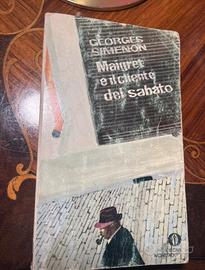 GEORGES
SIMENON
Maigret
e il cliente
del sabato